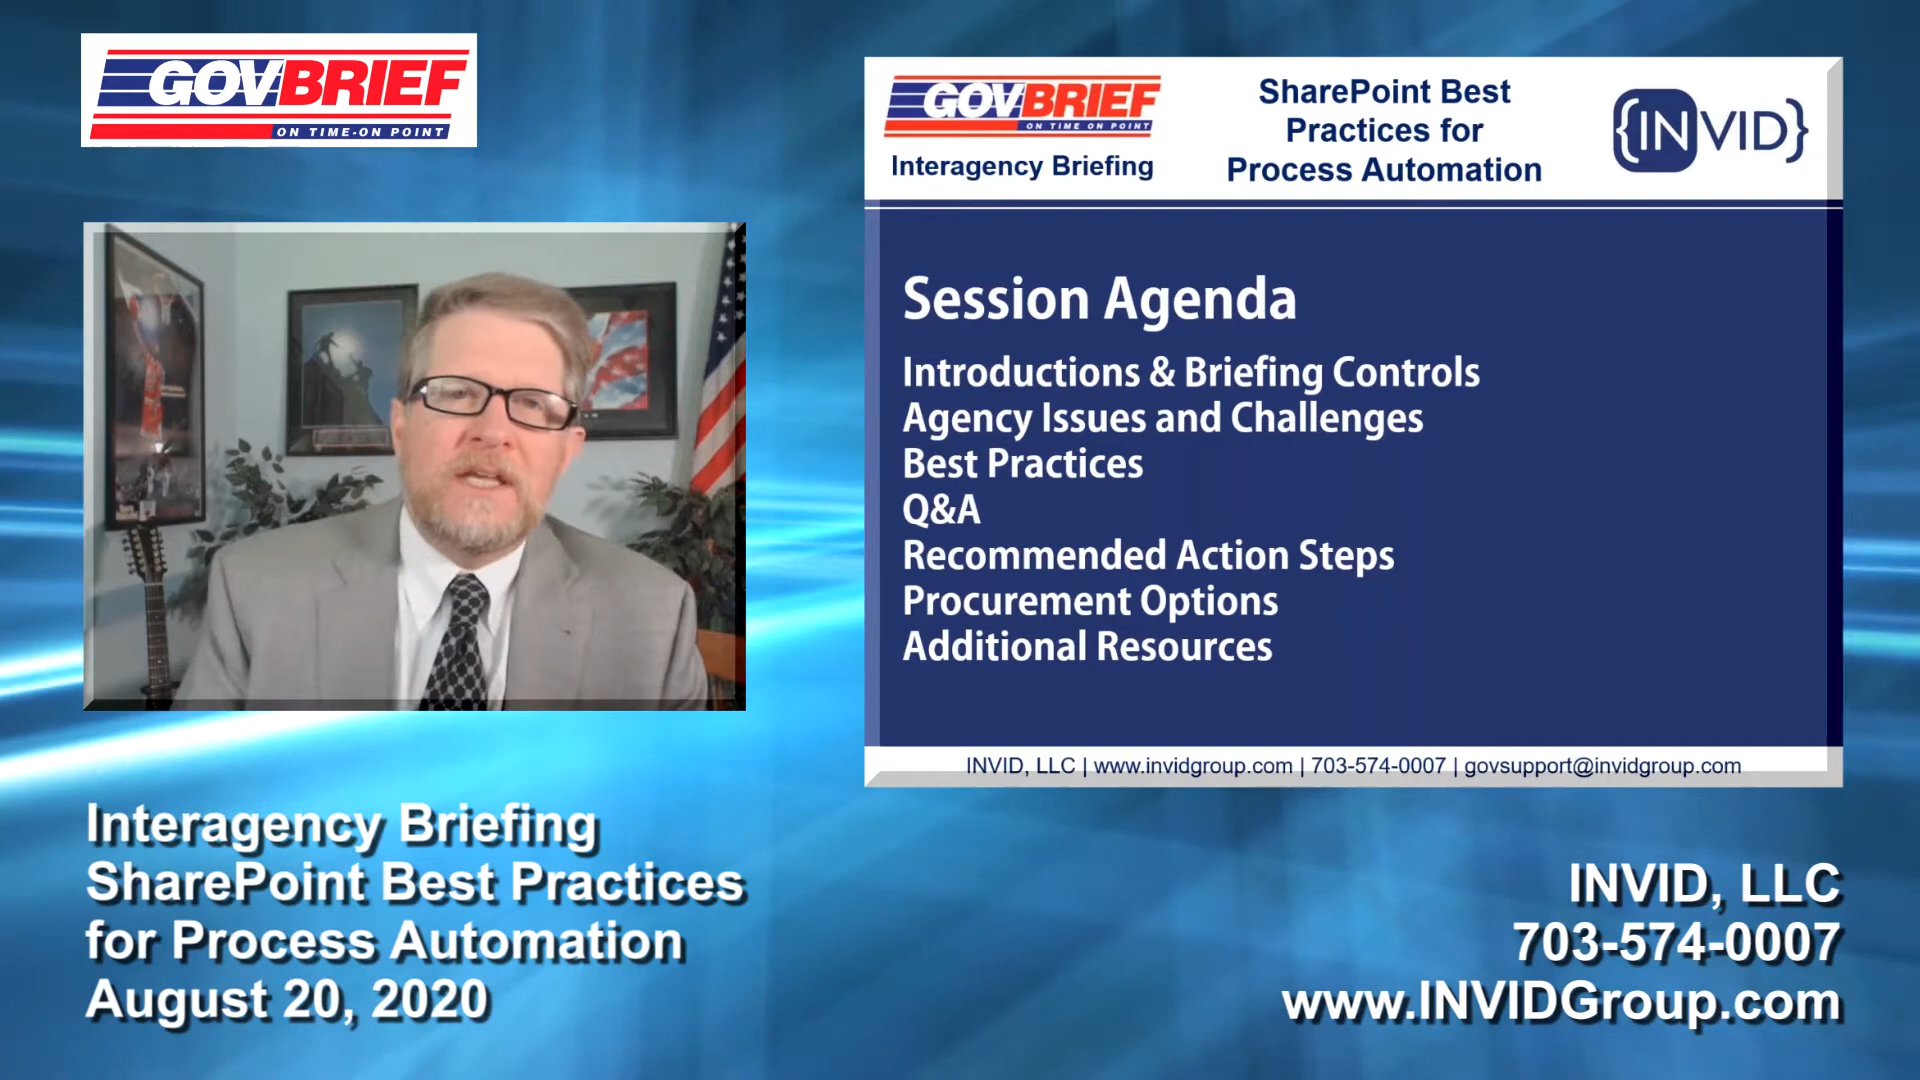 GOVBRIEF
ON TIME-ON POINT
GOVBRIEF
ON TIME ON POINT
Interagency Briefing
SharePoint Best
Practices for
Process Automation
{INVID}
Session Agenda
Introductions & Briefing Controls
Agency Issues and Challenges
Best Practices
Q&A
Recommended Action Steps
Procurement Options
Additional Resources
INVID, LLC | www.invidgroup.com | 703-574-0007 | govsupport@invidgroup.com
Interagency Briefing
SharePoint Best Practices
for Process Automation
August 20, 2020
INVID, LLC
703-574-0007
www.INVIDGroup.com